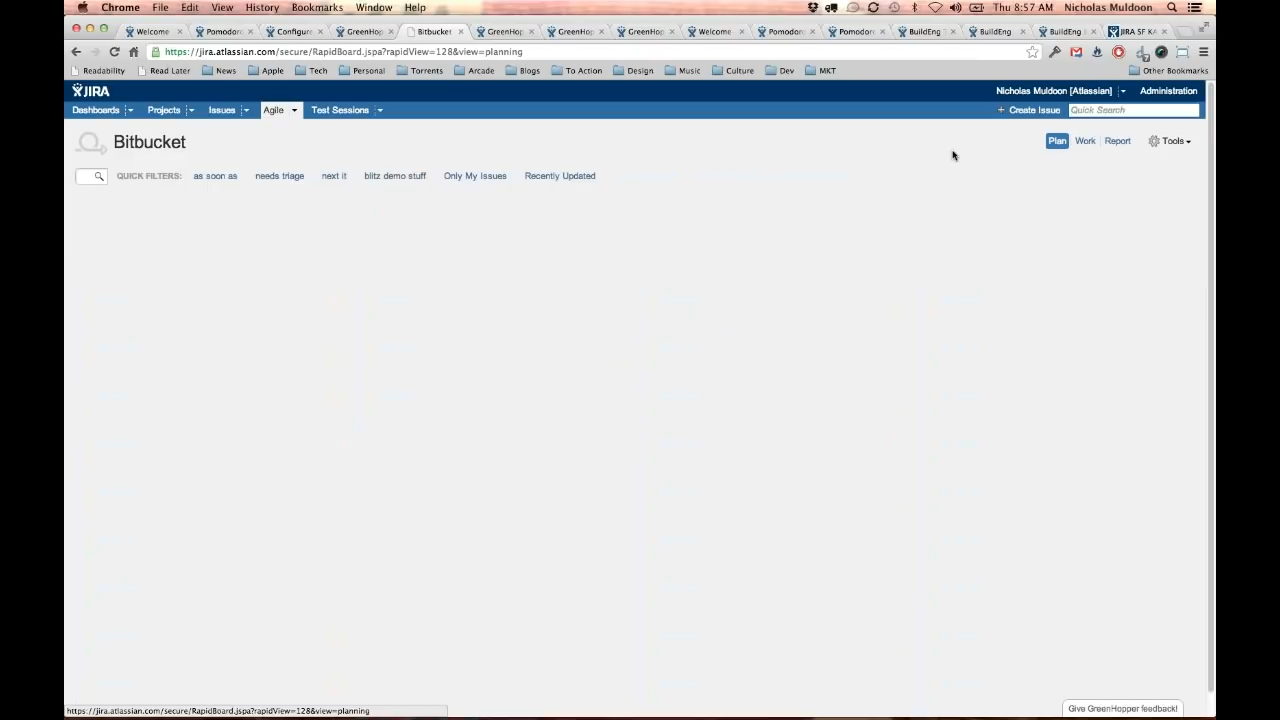 Chrome File Edit View History Bookmarks Window Help Thu 8:57 AM Nicholas Muldoon
Welcome Pomodoro Configure GreenHop Bitbucket GreenHop GreenHop GreenHop Welcome Pomodor Pomodor BuildEng BuildEng BuildEng JIRA SF KA
https://jira.atlassian.com/secure/RapidBoard.jspa?rapidView=128&view=planning
Readability Read Later News Apple Tech Personal Torrents Arcade Blogs To Action Design Music Culture Dev MKT Other Bookmarks
JIRA Nicholas Muldoon [Atlassian] Administration
Dashboards Projects Issues Agile Test Sessions + Create Issue Quick Search
Bitbucket Plan Work Report Tools
QUICK FILTERS: as soon as needs triage next it blitz demo stuff Only My Issues Recently Updated
Give GreenHopper feedback!
https://jira.atlassian.com/secure/RapidBoard.jspa?rapidView=128&view=planning